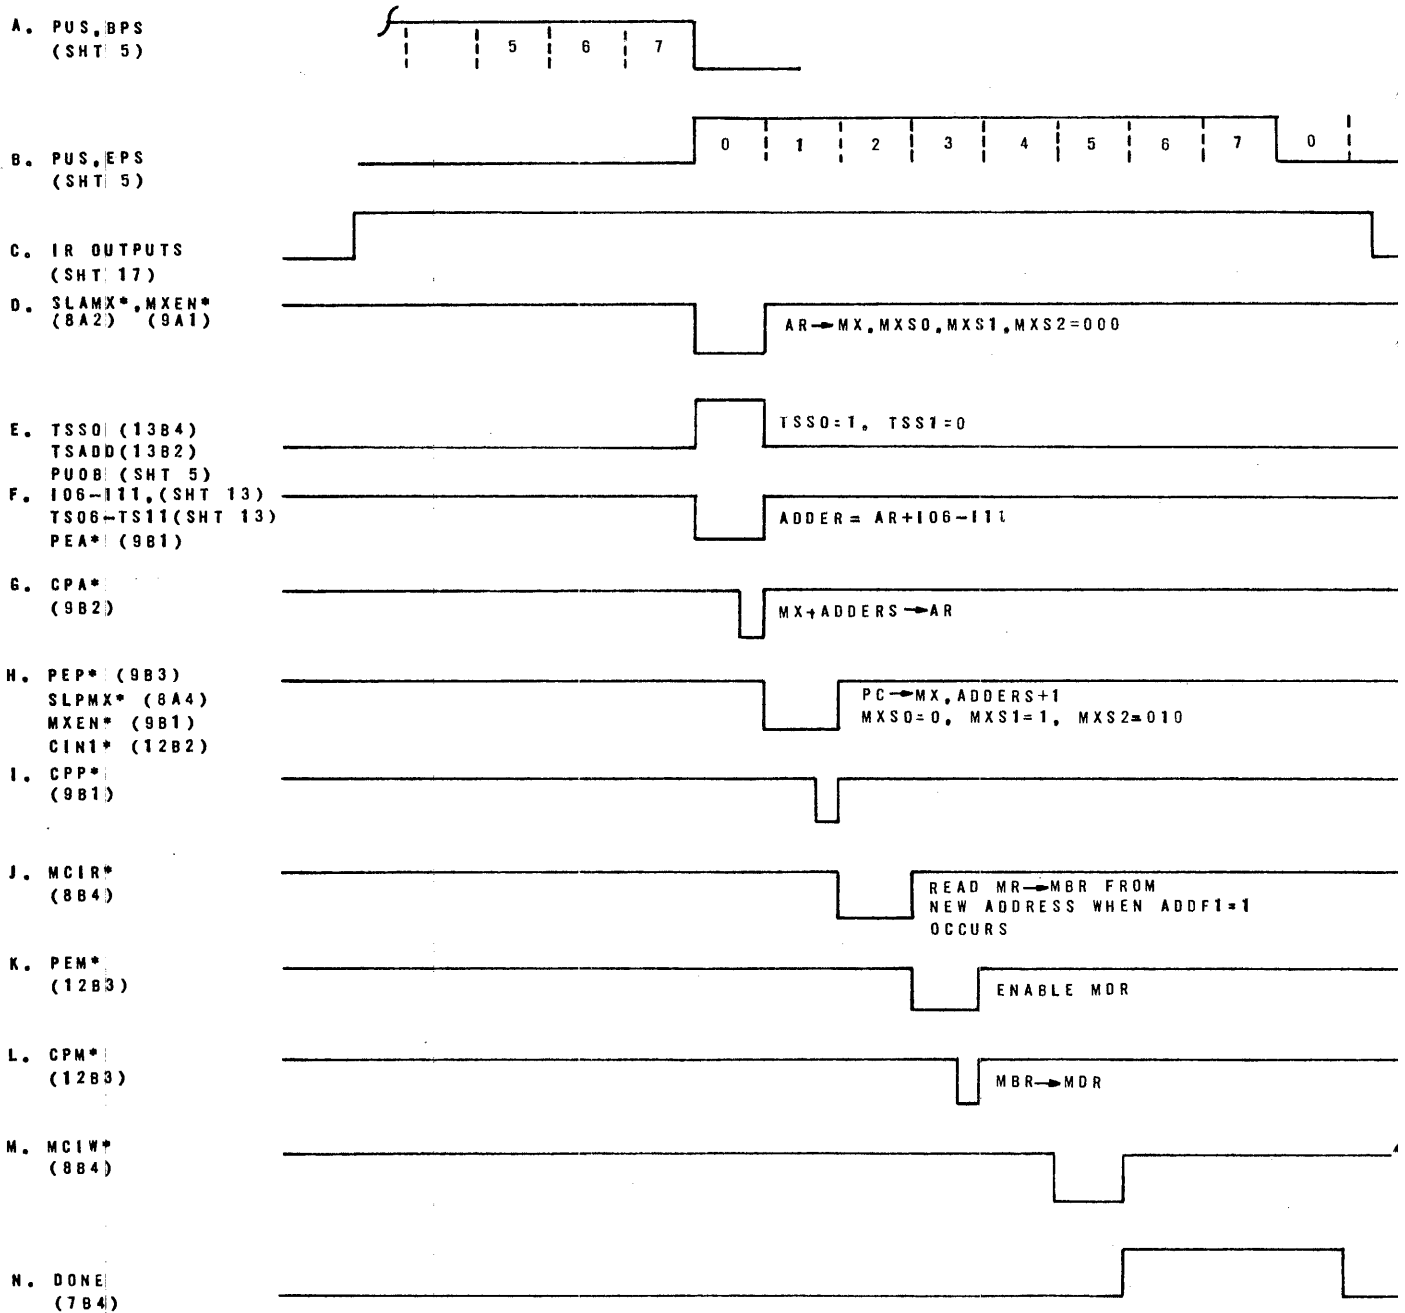 A. PUS,BPS
(SHT 5)
5 6 7
B. PUS,EPS
(SHT 5)
0 1 2 3 4 5 6 7 0
C. IR OUTPUTS
(SHT 17)
D. SLAMX*,MXEN*
(8A2) (9A1)
AR→MX,MXS0,MXS1,MXS2=000
E. TSS0 (13B4)
TSADD(13B2)
PU0B (SHT 5)
TSS0=1, TSS1=0
F. I06-I11,(SHT 13)
TS06-TS11(SHT 13)
PEA* (9B1)
ADDER= AR+I06-I11
G. CPA*
(9B2)
MX+ADDERS→AR
H. PEP* (9B3)
SLPMX* (8A4)
MXEN* (9B1)
CIN1* (12B2)
PC→MX,ADDERS+1
MXS0=0, MXS1=1, MXS2=010
I. CPP*
(9B1)
J. MCIR*
(8B4)
READ MR→MBR FROM
NEW ADDRESS WHEN ADDF1=1
OCCURS
K. PEM*
(12B3)
ENABLE MDR
L. CPM*
(12B3)
MBR→MDR
M. MCIW*
(8B4)
N. DONE
(7B4)